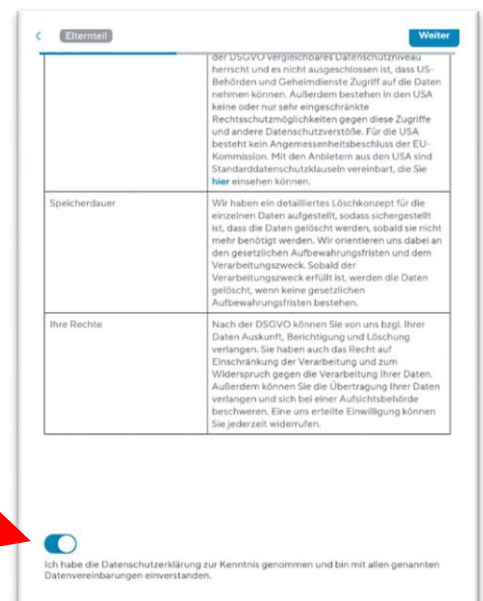 Elternteil
Weiter
der DSGVO vergleichbares Datenschutzniveau
herrscht und es nicht ausgeschlossen ist, dass US-
Behörden und Geheimdienste Zugriff auf die Daten
nehmen können. Außerdem bestehen in den USA
keine oder nur sehr eingeschränkte
Rechtsschutzmöglichkeiten gegen diese Zugriffe
und andere Datenschutzverstöße. Für die USA
besteht kein Angemessenheitsbeschluss der EU-
Kommission. Mit den Anbietern aus den USA sind
Standarddatenschutzklauseln vereinbart, die Sie
hier einsehen können.
Speicherdauer
Wir haben ein detailliertes Löschkonzept für die
einzelnen Daten aufgestellt, sodass sichergestellt
ist, dass die Daten gelöscht werden, sobald sie nicht
mehr benötigt werden. Wir orientieren uns dabei an
den gesetzlichen Aufbewahrungsfristen und dem
Verarbeitungszweck. Sobald der
Verarbeitungszweck erfüllt ist, werden die Daten
gelöscht, wenn keine gesetzlichen
Aufbewahrungsfristen bestehen.
Ihre Rechte
Nach der DSGVO können Sie von uns bzgl. Ihrer
Daten Auskunft, Berichtigung und Löschung
verlangen. Sie haben auch das Recht auf
Einschränkung der Verarbeitung und zum
Widerspruch gegen die Verarbeitung Ihrer Daten.
Außerdem können Sie die Übertragung Ihrer Daten
verlangen und sich bei einer Aufsichtsbehörde
beschweren. Eine uns erteilte Einwilligung können
Sie jederzeit widerrufen.
Ich habe die Datenschutzerklärung zur Kenntnis genommen und bin mit allen genannten
Datenvereinbarungen einverstanden.